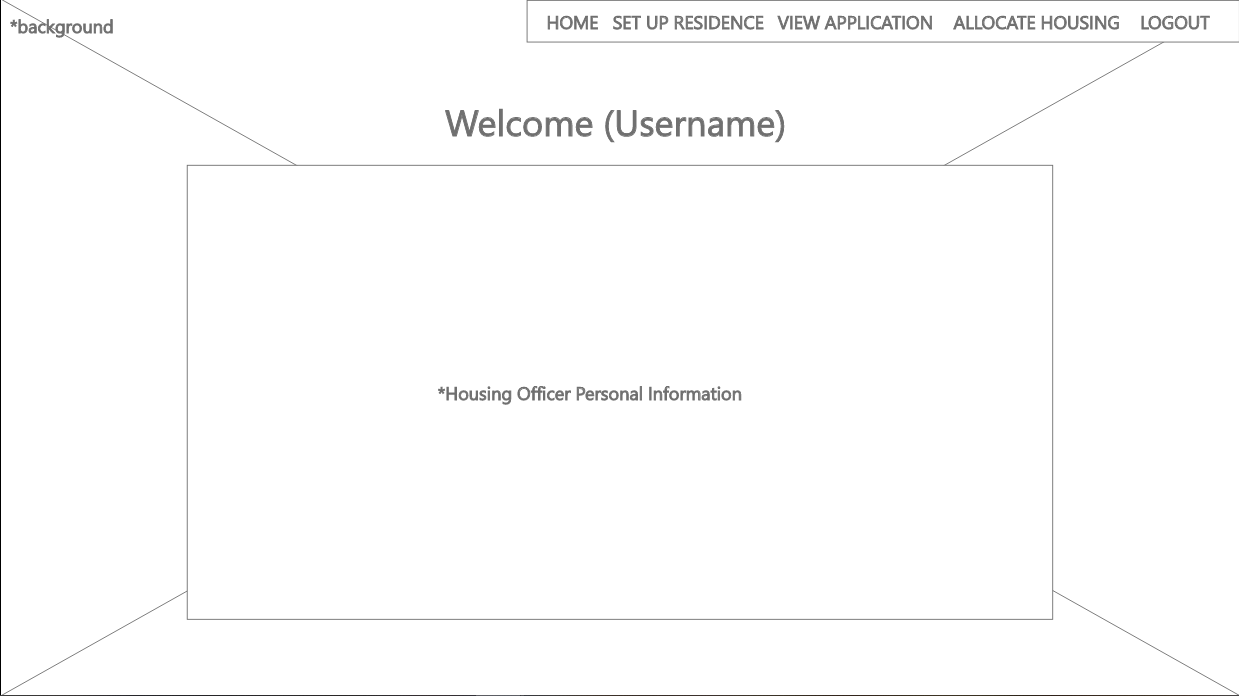 *background
HOME SET UP RESIDENCE VIEW APPLICATION ALLOCATE HOUSING LOGOUT
Welcome (Username)
*Housing Officer Personal Information